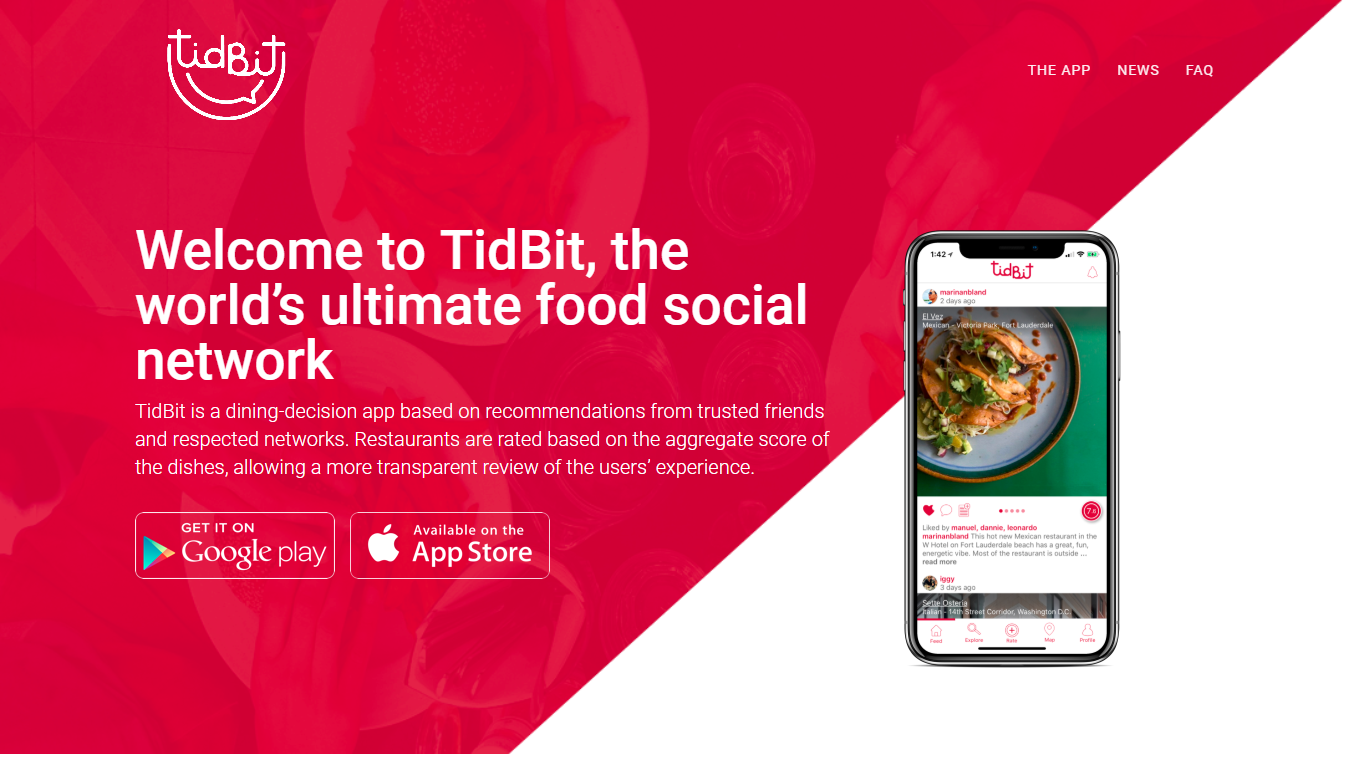 tidBit
THE APP NEWS FAQ
Welcome to TidBit, the
world’s ultimate food social
network
TidBit is a dining-decision app based on recommendations from trusted friends
and respected networks. Restaurants are rated based on the aggregate score of
the dishes, allowing a more transparent review of the users’ experience.
GET IT ON
Google play
Available on the
App Store
1:42
tidBit
marinanbland
2 days ago
El Vez
Mexican - Victoria Park, Fort Lauderdale
7.8
Liked by manuel, dannie, leonardo
marinanbland This hot new Mexican restaurant in the
W Hotel on Fort Lauderdale beach has a great, fun,
energetic vibe. Most of the restaurant is outside ...
read more
iggy
3 days ago
Sette Osteria
Italian - 14th Street Corridor, Washington D.C.
Feed Explore Rate Map Profile